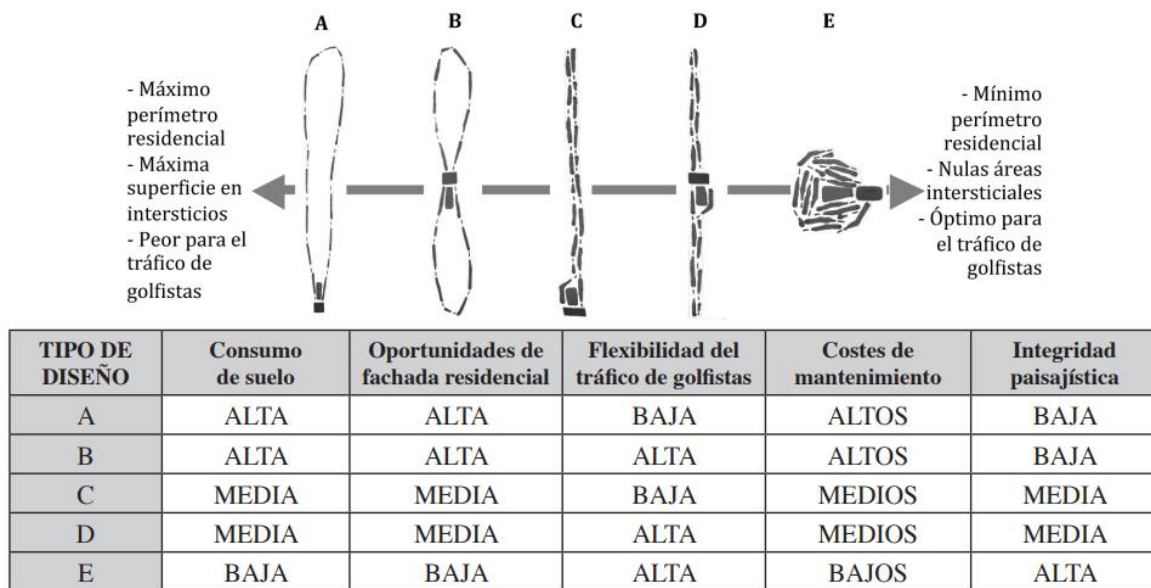 A B C D E
- Máximo
perímetro
residencial
- Máxima
superficie en
intersticios
- Peor para el
tráfico de
golfistas
- Mínimo
perímetro
residencial
- Nulas áreas
intersticiales
- Óptimo para
el tráfico de
golfistas
TIPO DE DISEÑO Consumo de suelo Oportunidades de fachada residencial Flexibilidad del tráfico de golfistas Costes de mantenimiento Integridad paisajística
A ALTA ALTA BAJA ALTOS BAJA
B ALTA ALTA ALTA ALTOS BAJA
C MEDIA MEDIA BAJA MEDIOS MEDIA
D MEDIA MEDIA ALTA MEDIOS MEDIA
E BAJA BAJA ALTA BAJOS ALTA